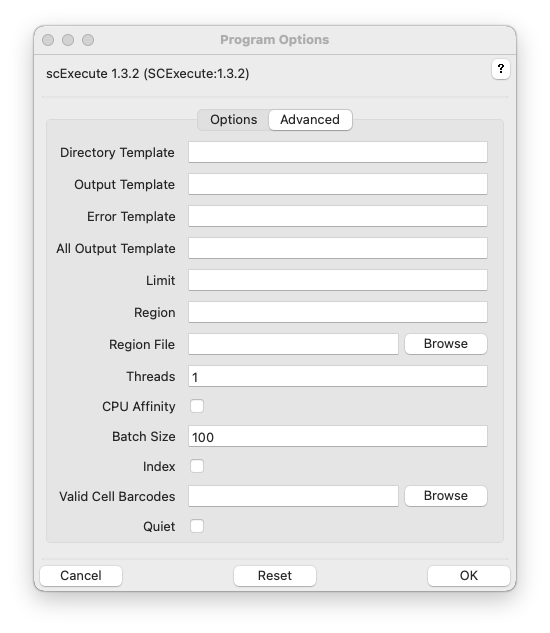 Program Options
scExecute 1.3.2 (SCExecute:1.3.2)
?
Options Advanced
Directory Template
Output Template
Error Template
All Output Template
Limit
Region
Region File Browse
Threads 1
CPU Affinity
Batch Size 100
Index
Valid Cell Barcodes Browse
Quiet
Cancel Reset OK